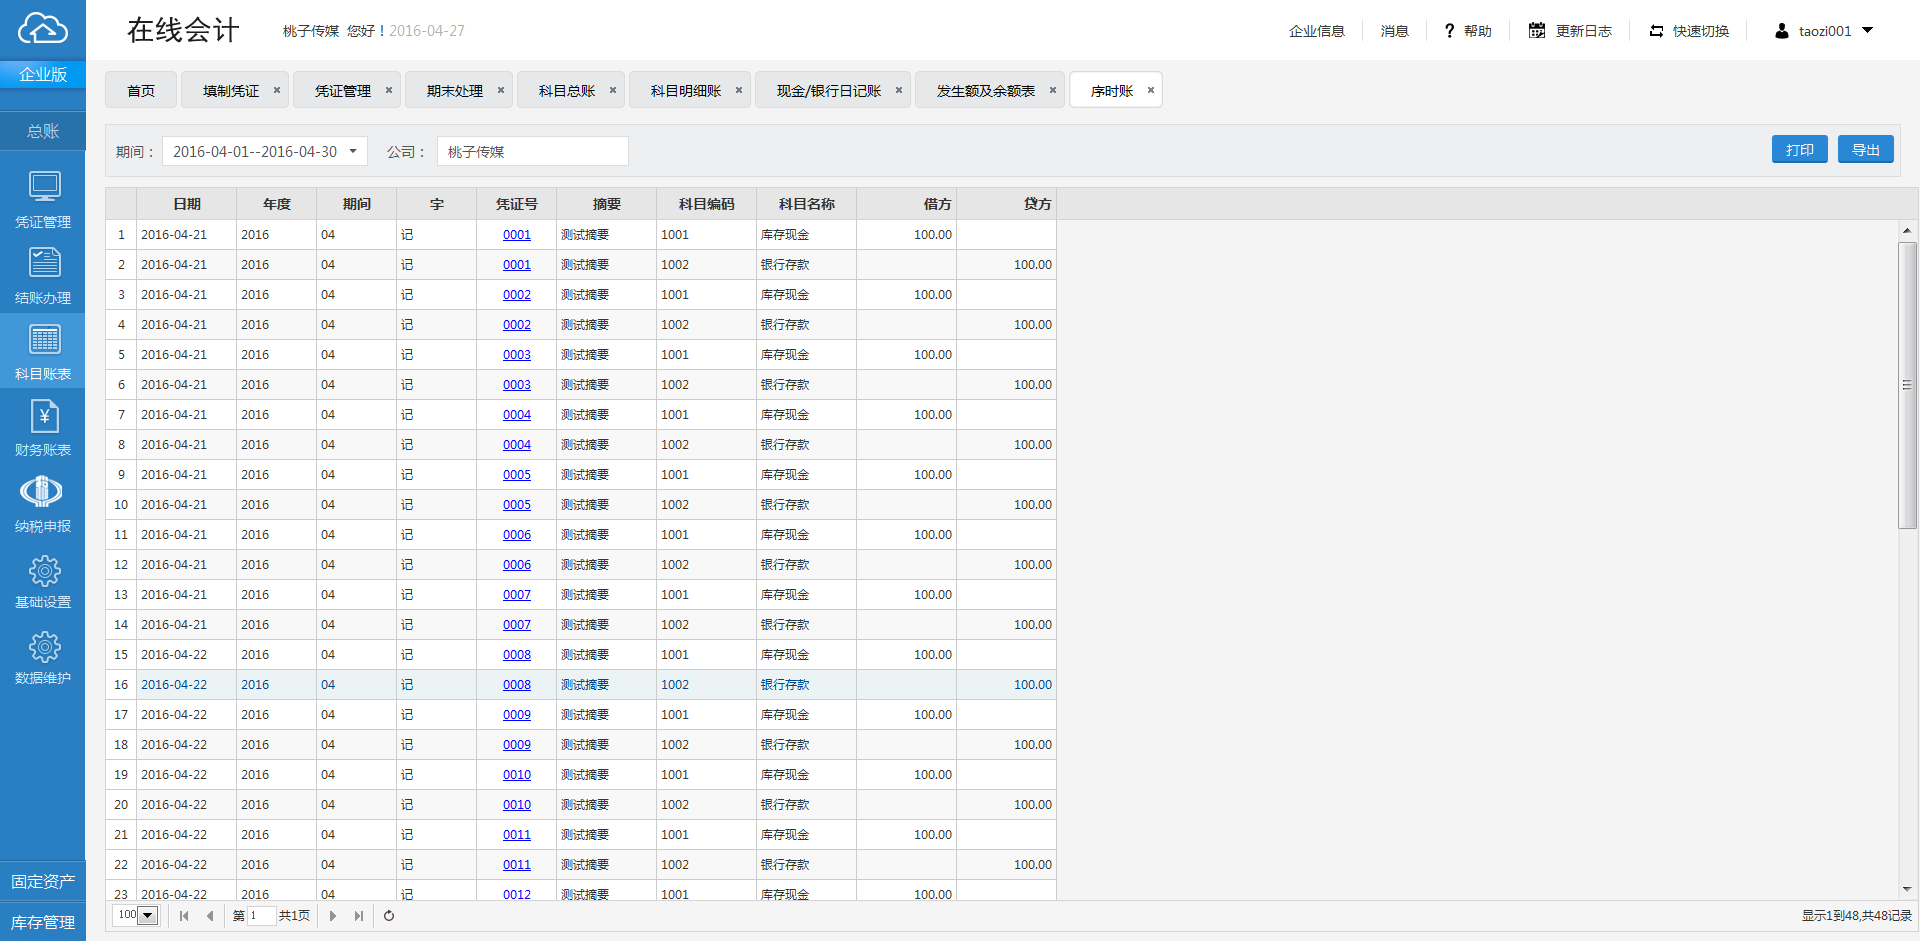 在线会计 桃子传媒 您好！2016-04-27 企业信息 消息 ? 帮助 更新日志 快速切换 taozi001
企业版
首页 填制凭证 × 凭证管理 × 期末处理 × 科目总账 × 科目明细账 × 现金/银行日记账 × 发生额及余额表 × 序时账 ×
总账
期间： 2016-04-01--2016-04-30 公司： 桃子传媒 打印 导出
凭证管理
结账办理
科目账表
¥
财务账表
纳税申报
基础设置
数据维护
固定资产
库存管理
日期 年度 期间 字 凭证号 摘要 科目编码 科目名称 借方 贷方
1 2016-04-21 2016 04 记 0001 测试摘要 1001 库存现金 100.00
2 2016-04-21 2016 04 记 0001 测试摘要 1002 银行存款 100.00
3 2016-04-21 2016 04 记 0002 测试摘要 1001 库存现金 100.00
4 2016-04-21 2016 04 记 0002 测试摘要 1002 银行存款 100.00
5 2016-04-21 2016 04 记 0003 测试摘要 1001 库存现金 100.00
6 2016-04-21 2016 04 记 0003 测试摘要 1002 银行存款 100.00
7 2016-04-21 2016 04 记 0004 测试摘要 1001 库存现金 100.00
8 2016-04-21 2016 04 记 0004 测试摘要 1002 银行存款 100.00
9 2016-04-21 2016 04 记 0005 测试摘要 1001 库存现金 100.00
10 2016-04-21 2016 04 记 0005 测试摘要 1002 银行存款 100.00
11 2016-04-21 2016 04 记 0006 测试摘要 1001 库存现金 100.00
12 2016-04-21 2016 04 记 0006 测试摘要 1002 银行存款 100.00
13 2016-04-21 2016 04 记 0007 测试摘要 1001 库存现金 100.00
14 2016-04-21 2016 04 记 0007 测试摘要 1002 银行存款 100.00
15 2016-04-22 2016 04 记 0008 测试摘要 1001 库存现金 100.00
16 2016-04-22 2016 04 记 0008 测试摘要 1002 银行存款 100.00
17 2016-04-22 2016 04 记 0009 测试摘要 1001 库存现金 100.00
18 2016-04-22 2016 04 记 0009 测试摘要 1002 银行存款 100.00
19 2016-04-22 2016 04 记 0010 测试摘要 1001 库存现金 100.00
20 2016-04-22 2016 04 记 0010 测试摘要 1002 银行存款 100.00
21 2016-04-22 2016 04 记 0011 测试摘要 1001 库存现金 100.00
22 2016-04-22 2016 04 记 0011 测试摘要 1002 银行存款 100.00
23 2016-04-22 2016 04 记 0012 测试摘要 1001 库存现金 100.00
100 第 1 共1页 显示1到48,共48记录